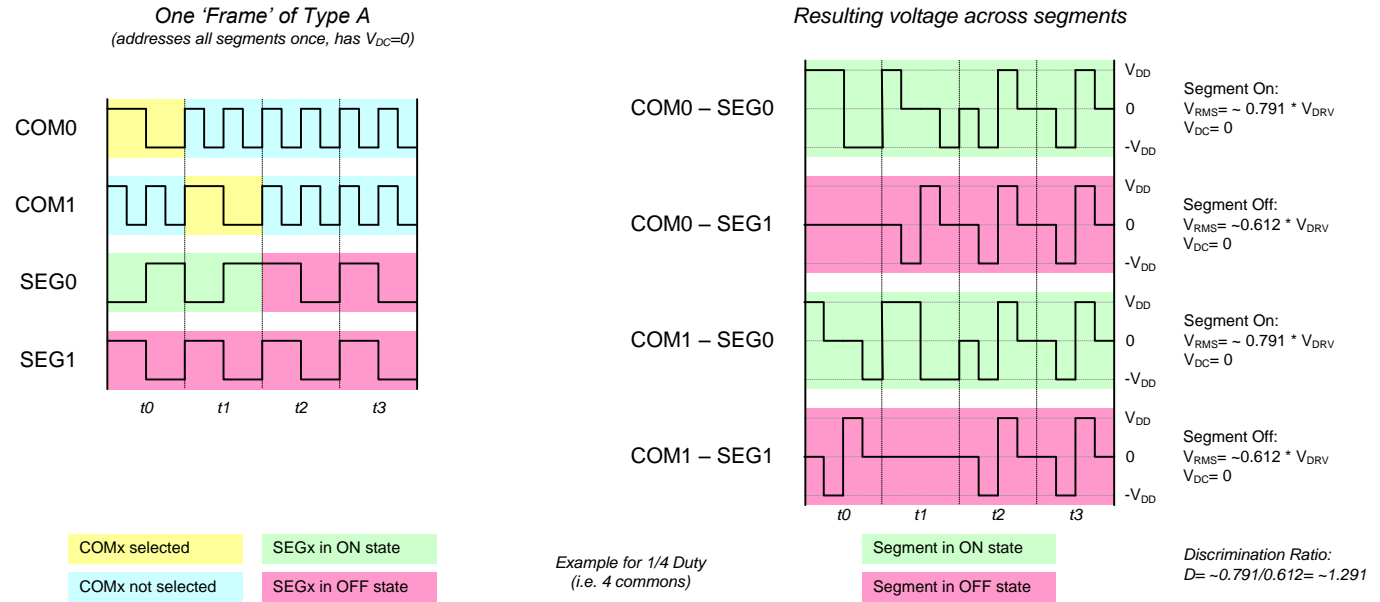 One 'Frame' of Type A
(addresses all segments once, has VDC=0)
COM0
COM1
SEG0
SEG1
t0 t1 t2 t3
COMx selected
SEGx in ON state
COMx not selected
SEGx in OFF state
Resulting voltage across segments
COM0 – SEG0
VDD
0
-VDD
Segment On:
VRMS= ~ 0.791 * VDRV
VDC= 0
COM0 – SEG1
VDD
0
-VDD
Segment Off:
VRMS= ~0.612 * VDRV
VDC= 0
COM1 – SEG0
VDD
0
-VDD
Segment On:
VRMS= ~ 0.791 * VDRV
VDC= 0
COM1 – SEG1
VDD
0
-VDD
Segment Off:
VRMS= ~0.612 * VDRV
VDC= 0
t0 t1 t2 t3
Example for 1/4 Duty
(i.e. 4 commons)
Segment in ON state
Segment in OFF state
Discrimination Ratio:
D= ~0.791/0.612= ~1.291